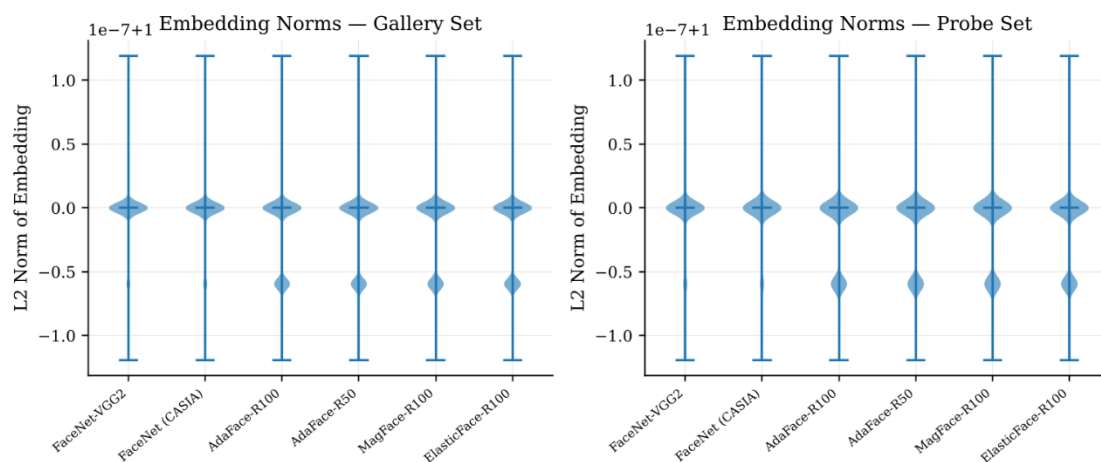 Embedding Norms — Gallery Set
1e−7+1
1.0
0.5
0.0
−0.5
−1.0
L2 Norm of Embedding
FaceNet-VGG2
FaceNet (CASIA)
AdaFace-R100
AdaFace-R50
MagFace-R100
ElasticFace-R100
Embedding Norms — Probe Set
1e−7+1
1.0
0.5
0.0
−0.5
−1.0
L2 Norm of Embedding
FaceNet-VGG2
FaceNet (CASIA)
AdaFace-R100
AdaFace-R50
MagFace-R100
ElasticFace-R100